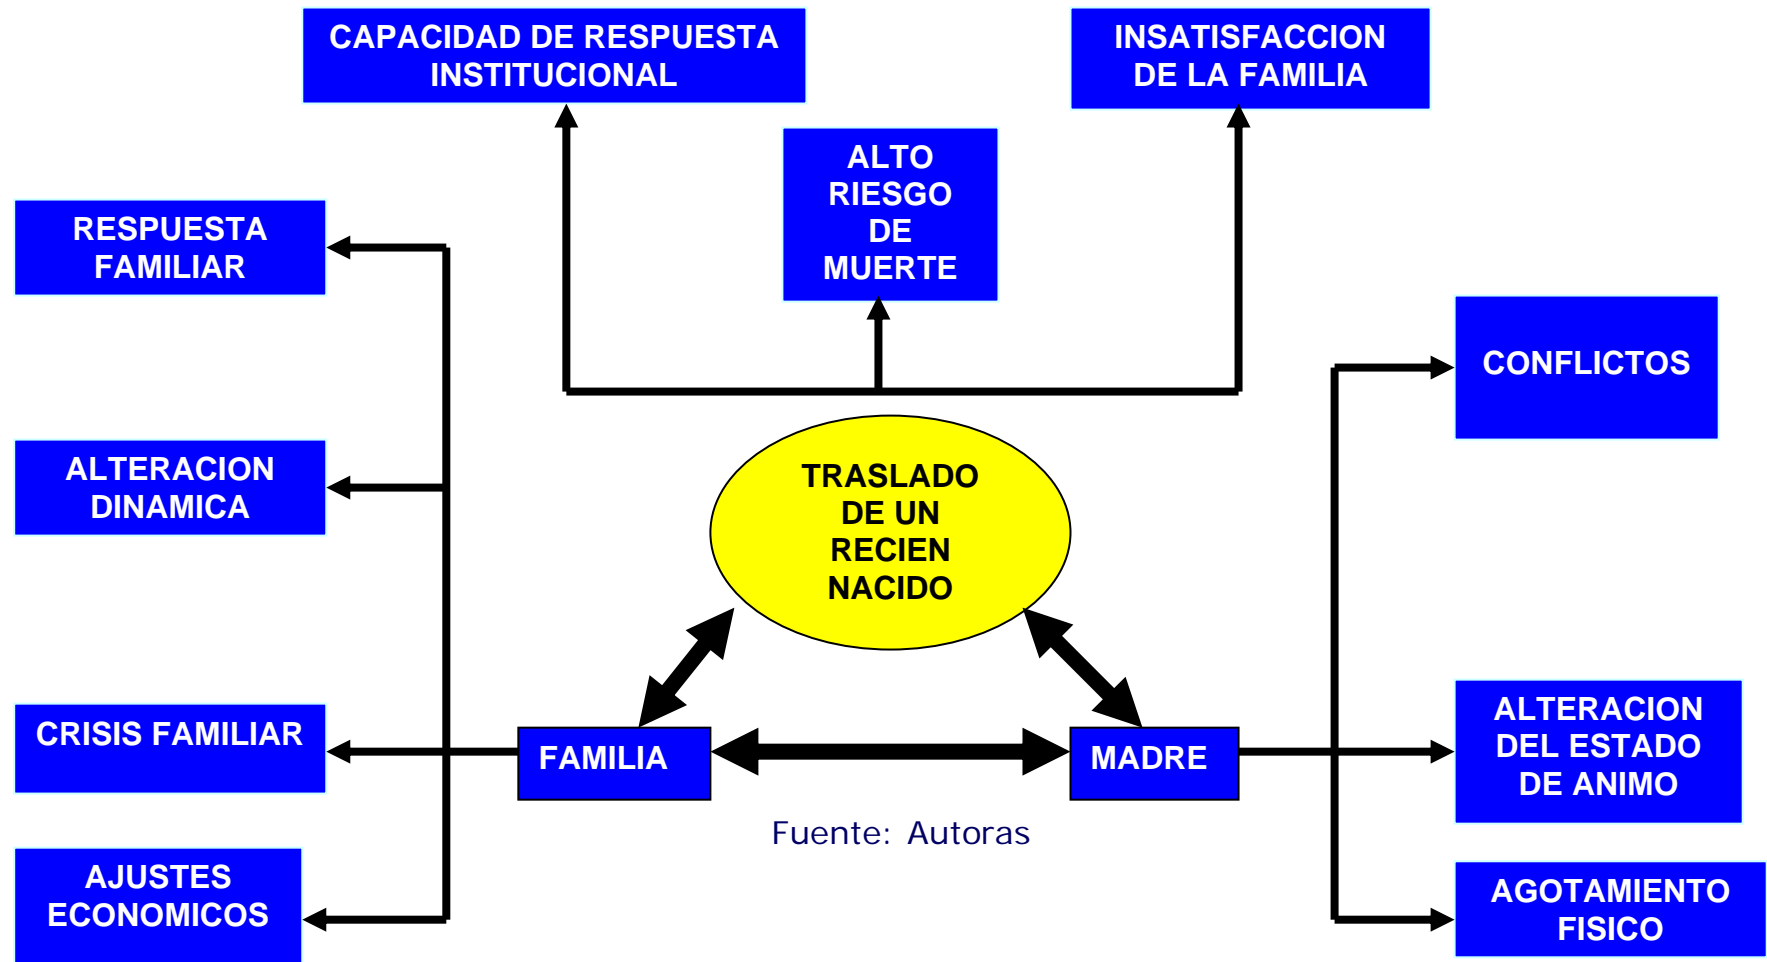 CAPACIDAD DE RESPUESTA
INSTITUCIONAL
INSATISFACCION
DE LA FAMILIA
ALTO
RIESGO
DE
MUERTE
RESPUESTA
FAMILIAR
CONFLICTOS
ALTERACION
DINAMICA
TRASLADO
DE UN
RECIEN
NACIDO
CRISIS FAMILIAR
FAMILIA
MADRE
ALTERACION
DEL ESTADO
DE ANIMO
Fuente: Autoras
AJUSTES
ECONOMICOS
AGOTAMIENTO
FISICO